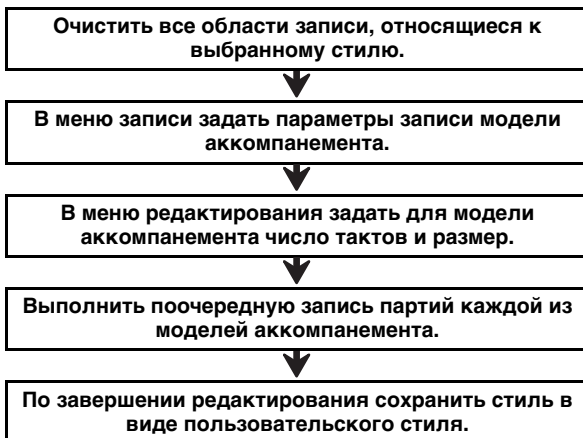 Очистить все области записи, относящиеся к
выбранному стилю.
В меню записи задать параметры записи модели
аккомпанемента.
В меню редактирования задать для модели
аккомпанемента число тактов и размер.
Выполнить поочередную запись партий каждой из
моделей аккомпанемента.
По завершении редактирования сохранить стиль в
виде пользовательского стиля.